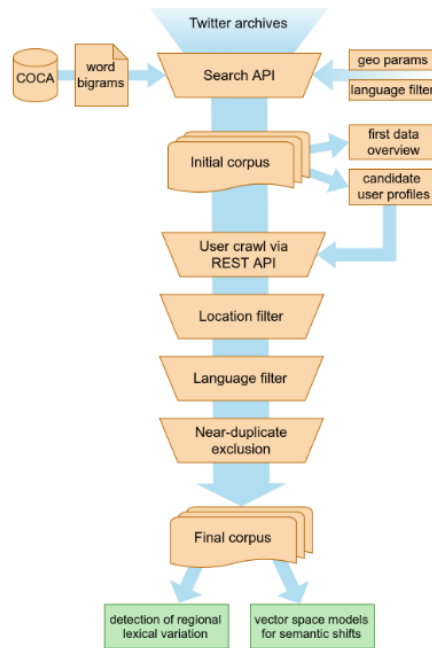 Twitter archives
COCA
word
bigrams
Search API
geo params
language filter
Initial corpus
first data
overview
candidate
user profiles
User crawl via
REST API
Location filter
Language filter
Near-duplicate
exclusion
Final corpus
detection of regional
lexical variation
vector space models
for semantic shifts